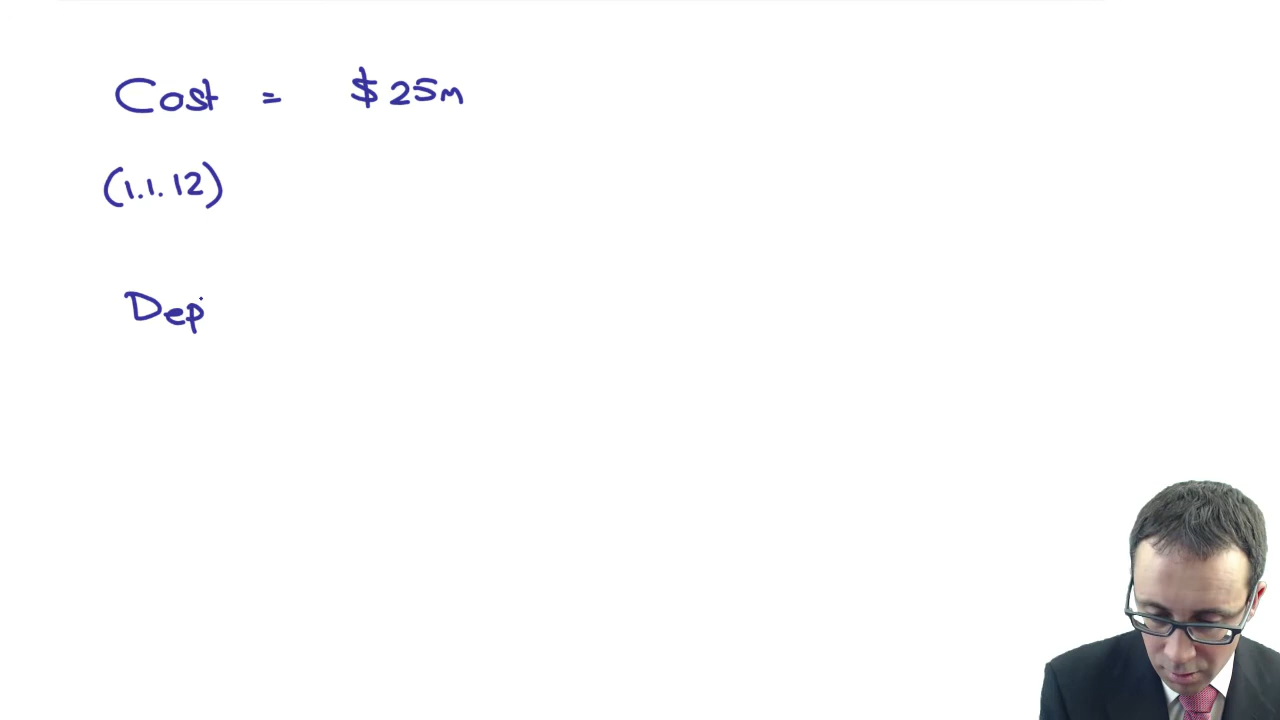 Cost = $25m
(1.1.12)
Dep